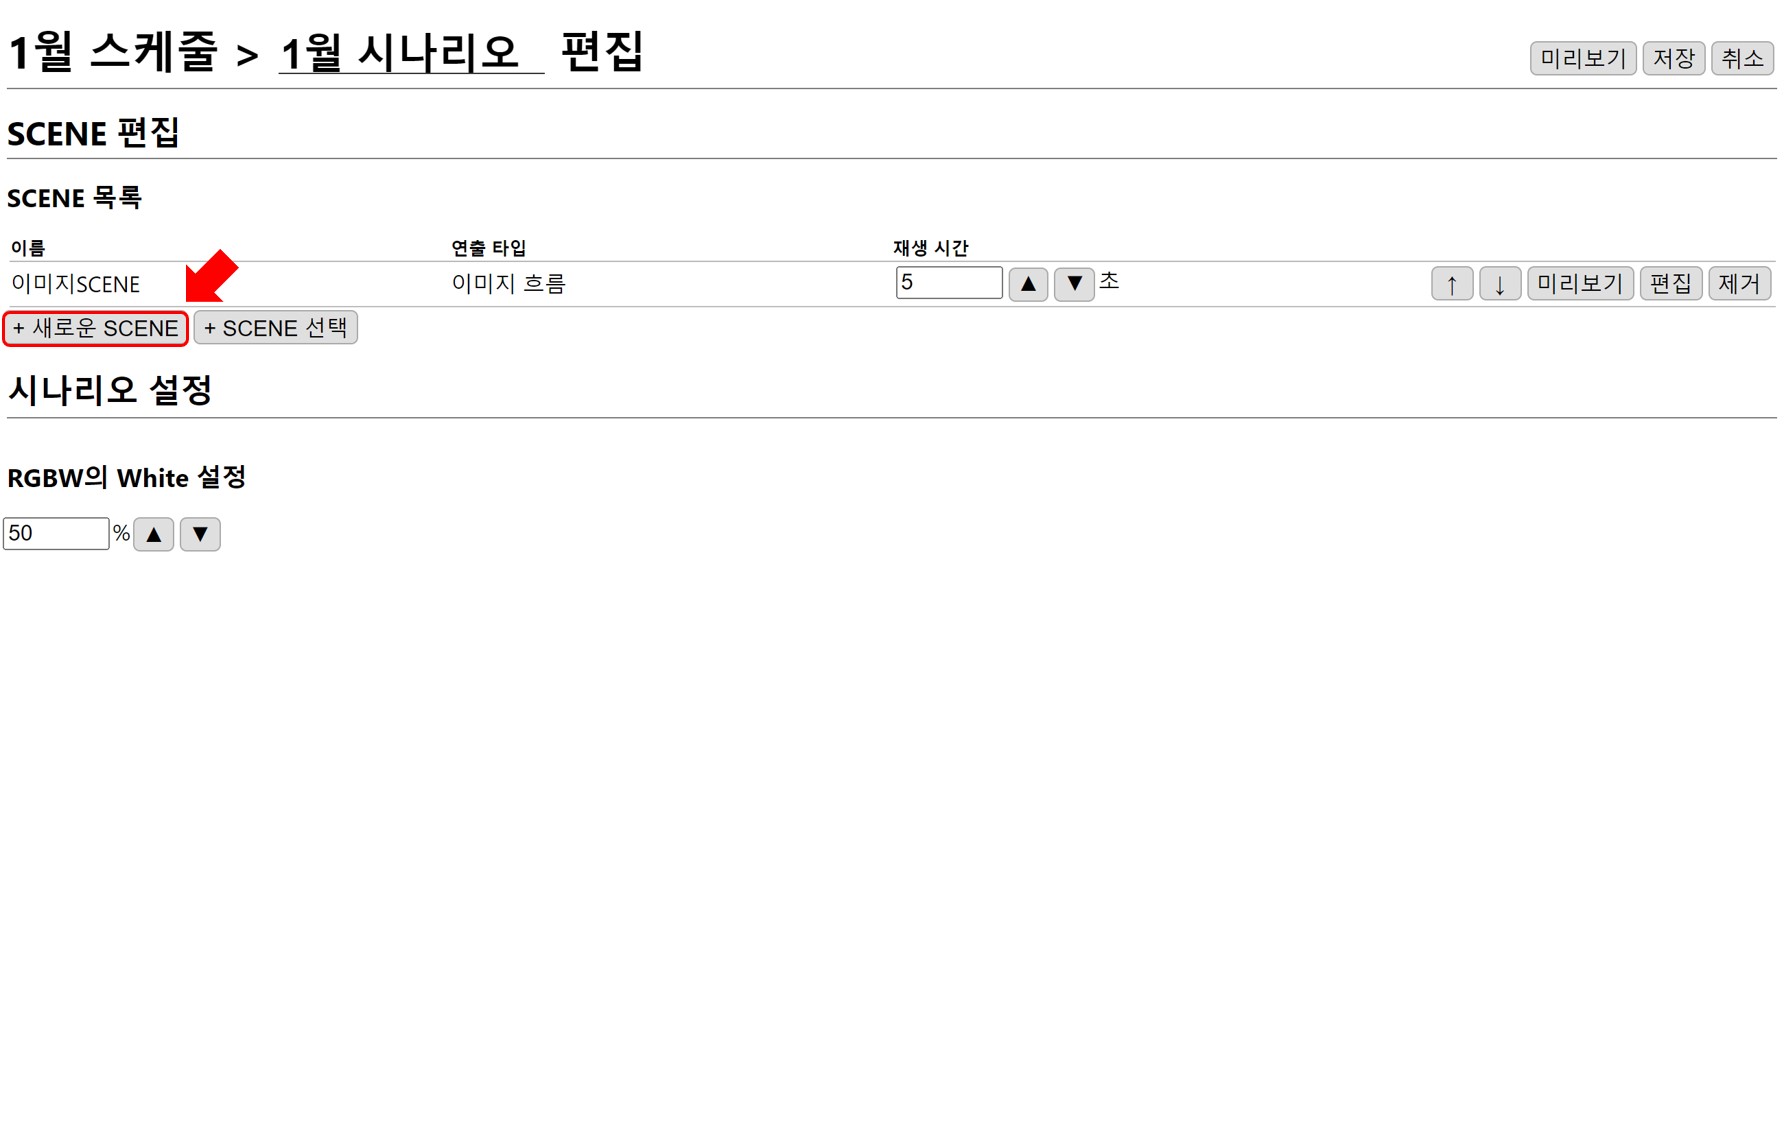 1월 스케줄 > 1월 시나리오 편집
미리보기 저장 취소
SCENE 편집
SCENE 목록
이름 연출 타입 재생 시간
이미지SCENE 이미지 흐름 5 ▲ ▼ 초 ↑ ↓ 미리보기 편집 제거
+ 새로운 SCENE + SCENE 선택
시나리오 설정
RGBW의 White 설정
50 % ▲ ▼